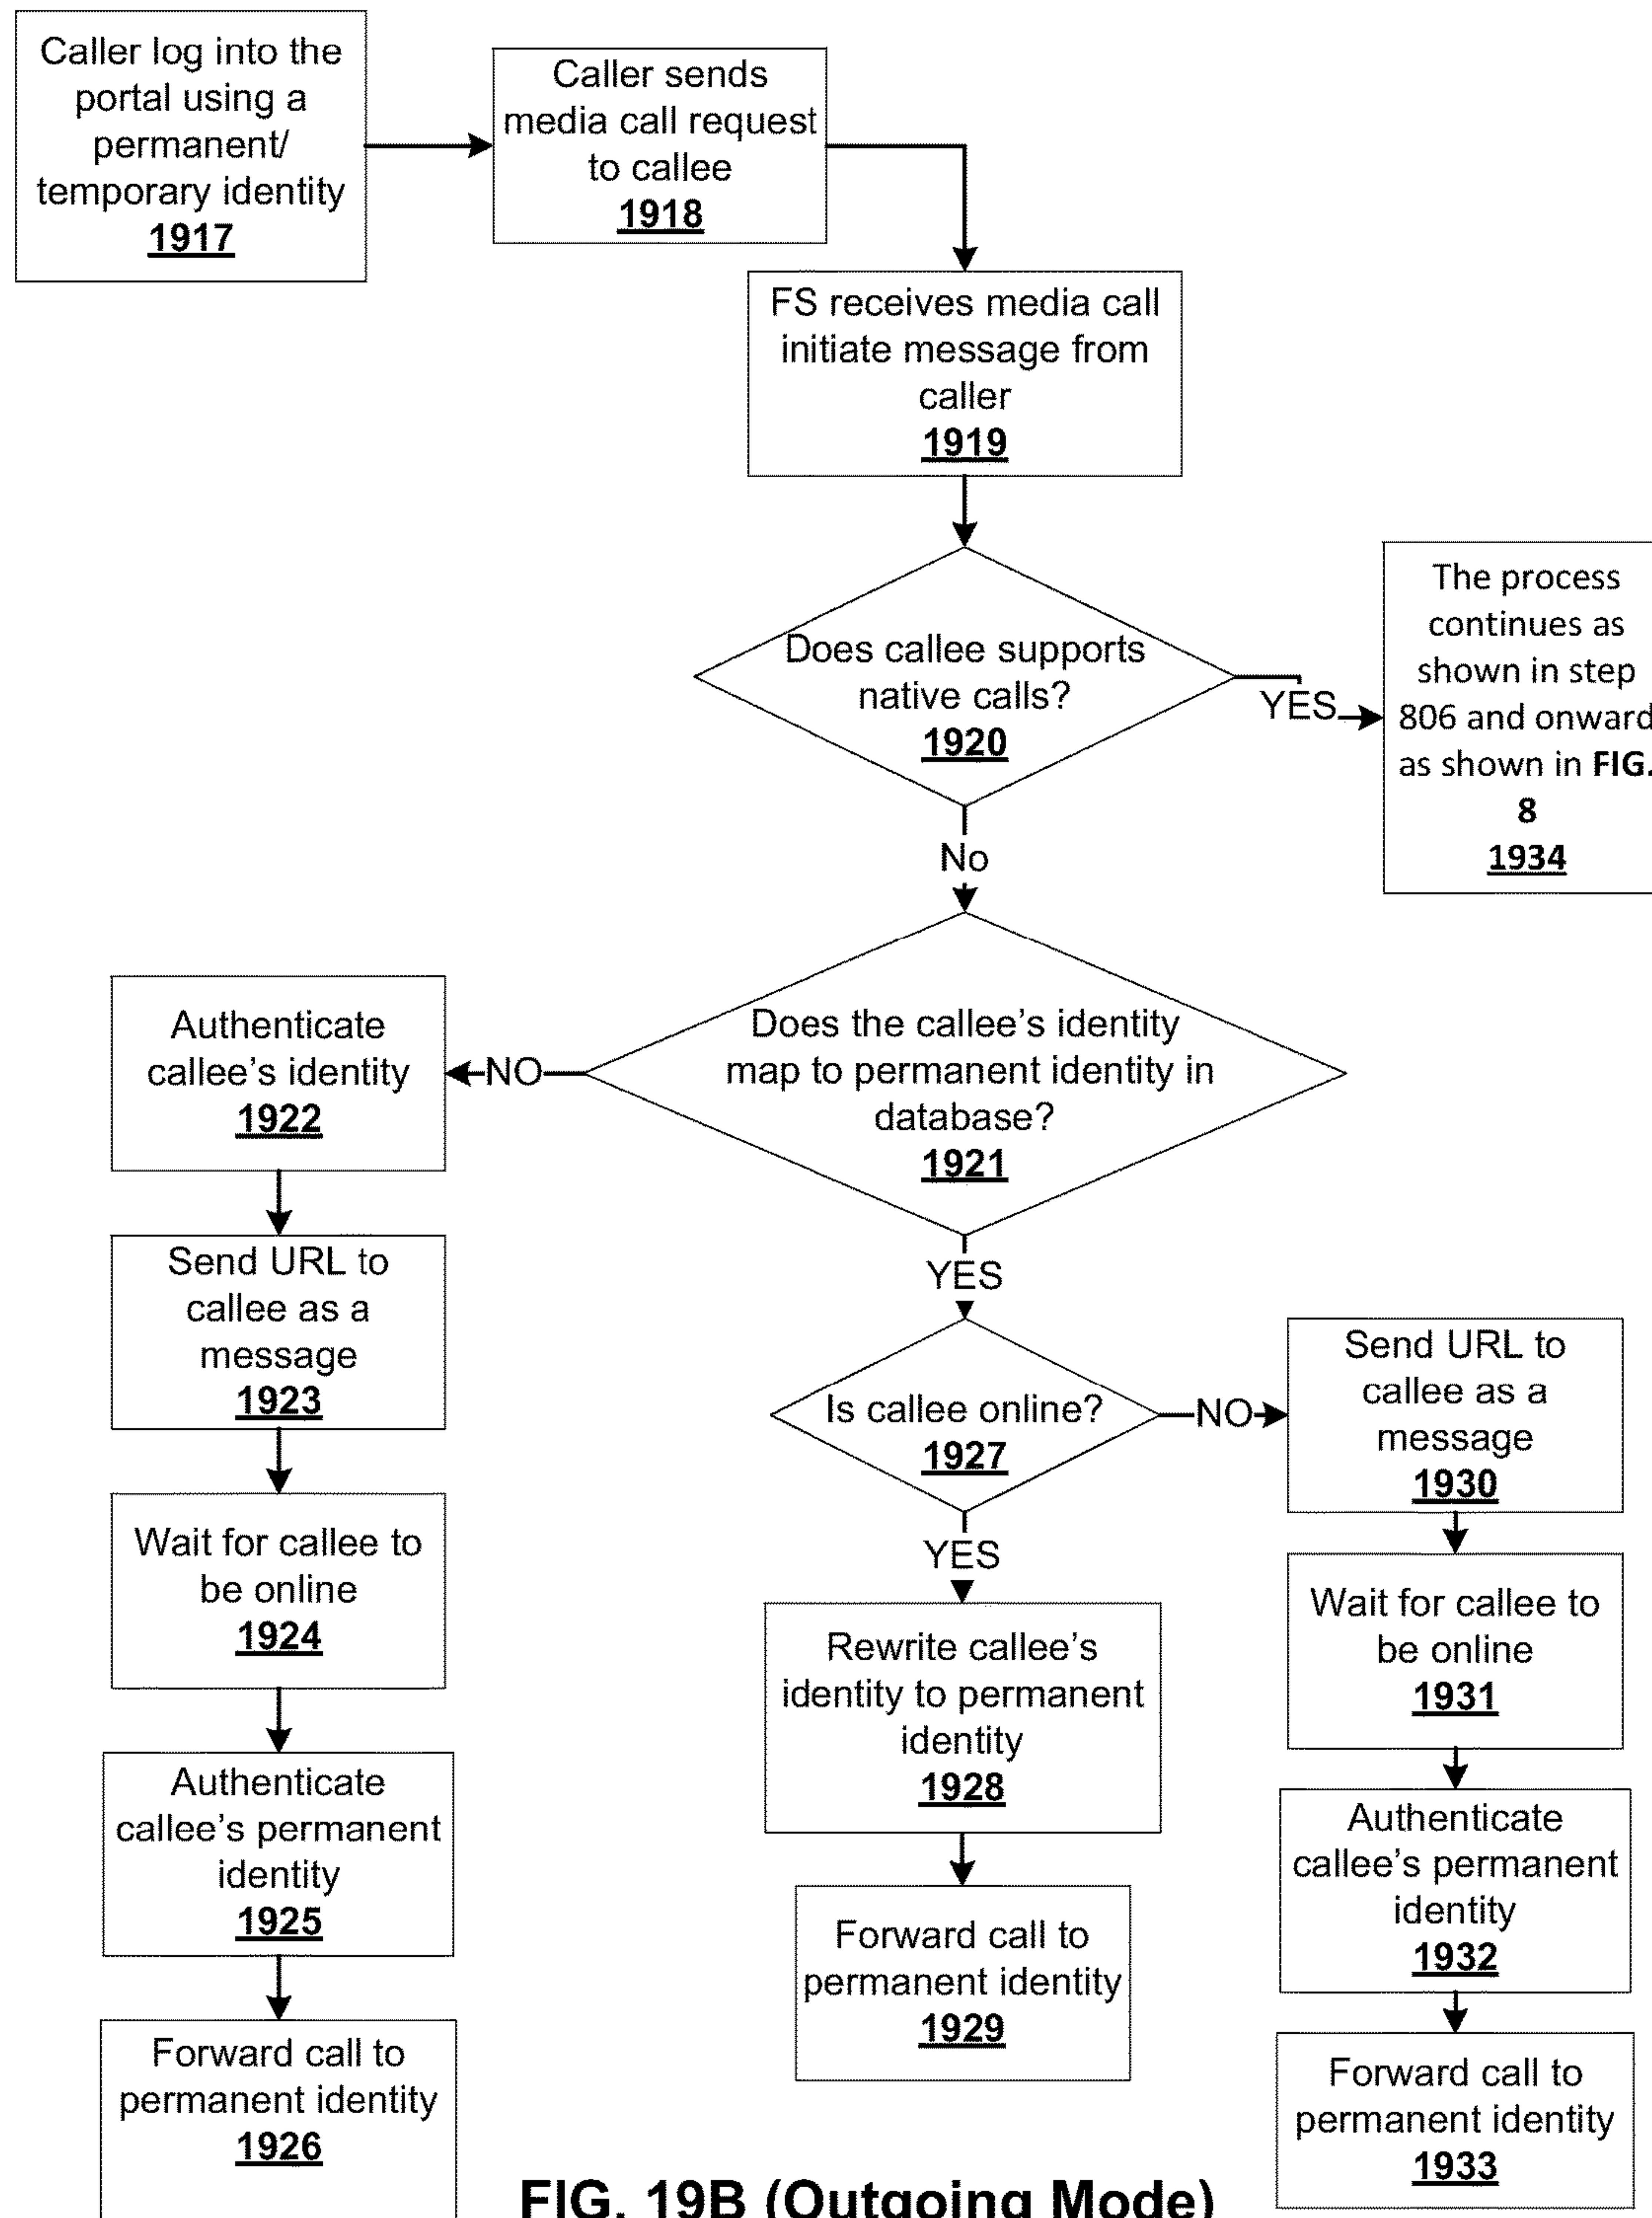 Caller log into the
portal using a
permanent/
temporary identity
1917
Caller sends
media call request
to callee
1918
FS receives media call
initiate message from
caller
1919
Does callee supports
native calls?
1920
YES
The process
continues as
shown in step
806 and onward
as shown in FIG.
8
1934
No
Does the callee's identity
map to permanent identity in
database?
1921
NO
Authenticate
callee's identity
1922
Send URL to
callee as a
message
1923
Wait for callee to
be online
1924
Authenticate
callee's permanent
identity
1925
Forward call to
permanent identity
1926
YES
Is callee online?
1927
YES
Rewrite callee's
identity to permanent
identity
1928
Forward call to
permanent identity
1929
NO
Send URL to
callee as a
message
1930
Wait for callee to
be online
1931
Authenticate
callee's permanent
identity
1932
Forward call to
permanent identity
1933
FIG. 19B (Outgoing Mode)